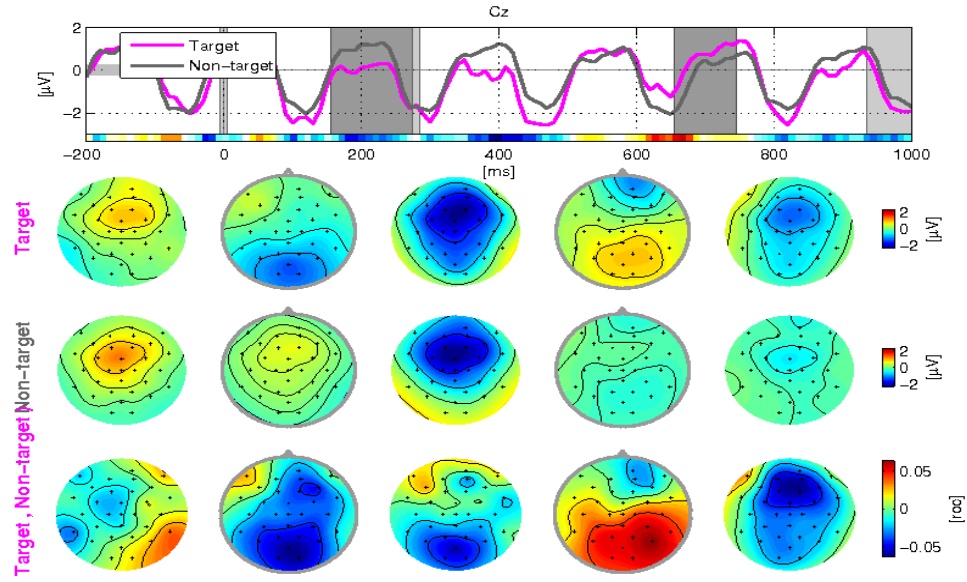 Cz
2
0
−2
[μV]
Target
Non−target
−200
0
200
400
600
800
1000
[ms]
Target
2
0
−2
[μV]
Non−target
2
0
−2
[μV]
Target , Non−target
0.05
0
−0.05
[roc]